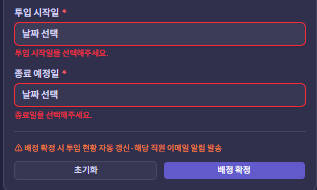 투입 시작일 *
날짜 선택
투입 시작일을 선택해주세요.
종료 예정일 *
날짜 선택
종료일을 선택해주세요.
⚠ 배정 확정 시 투입 현황 자동 갱신·해당 직원 이메일 알림 발송
초기화
배정 확정